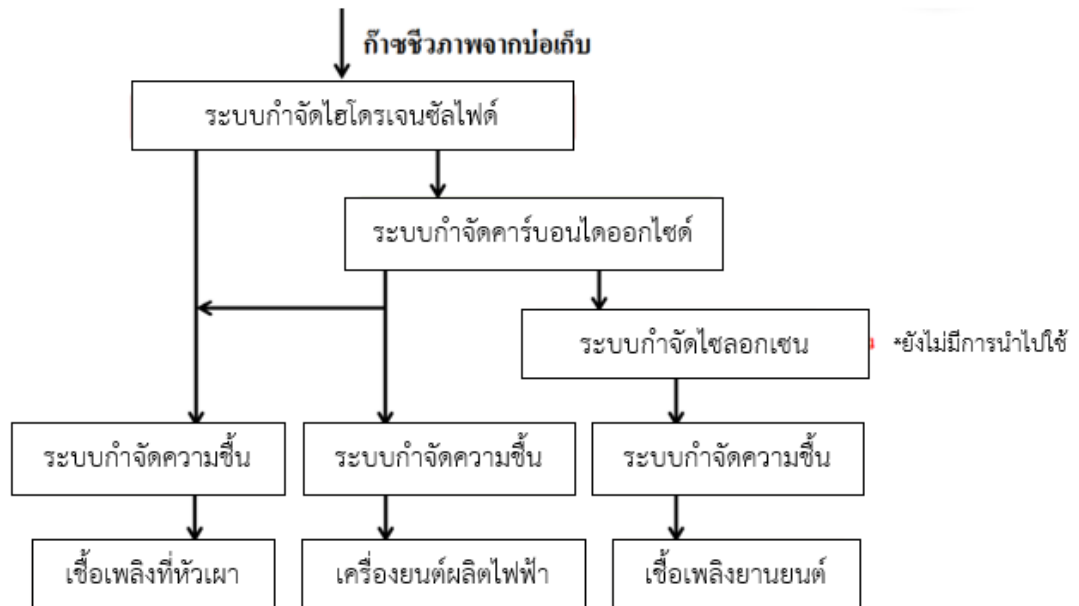 ก๊าซชีวภาพจากบ่อเก็บ
ระบบกำจัดไฮโดรเจนซัลไฟด์
ระบบกำจัดคาร์บอนไดออกไซด์
ระบบกำจัดไซลอกเซน
*ยังไม่มีการนำไปใช้
ระบบกำจัดความชื้น
ระบบกำจัดความชื้น
ระบบกำจัดความชื้น
เชื้อเพลิงที่หัวเผา
เครื่องยนต์ผลิตไฟฟ้า
เชื้อเพลิงยานยนต์